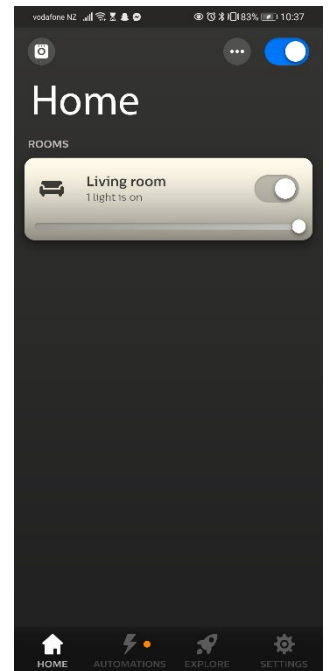 vodafone NZ 83% 10:37
Home
ROOMS
Living room
1 light is on
HOME AUTOMATIONS EXPLORE SETTINGS